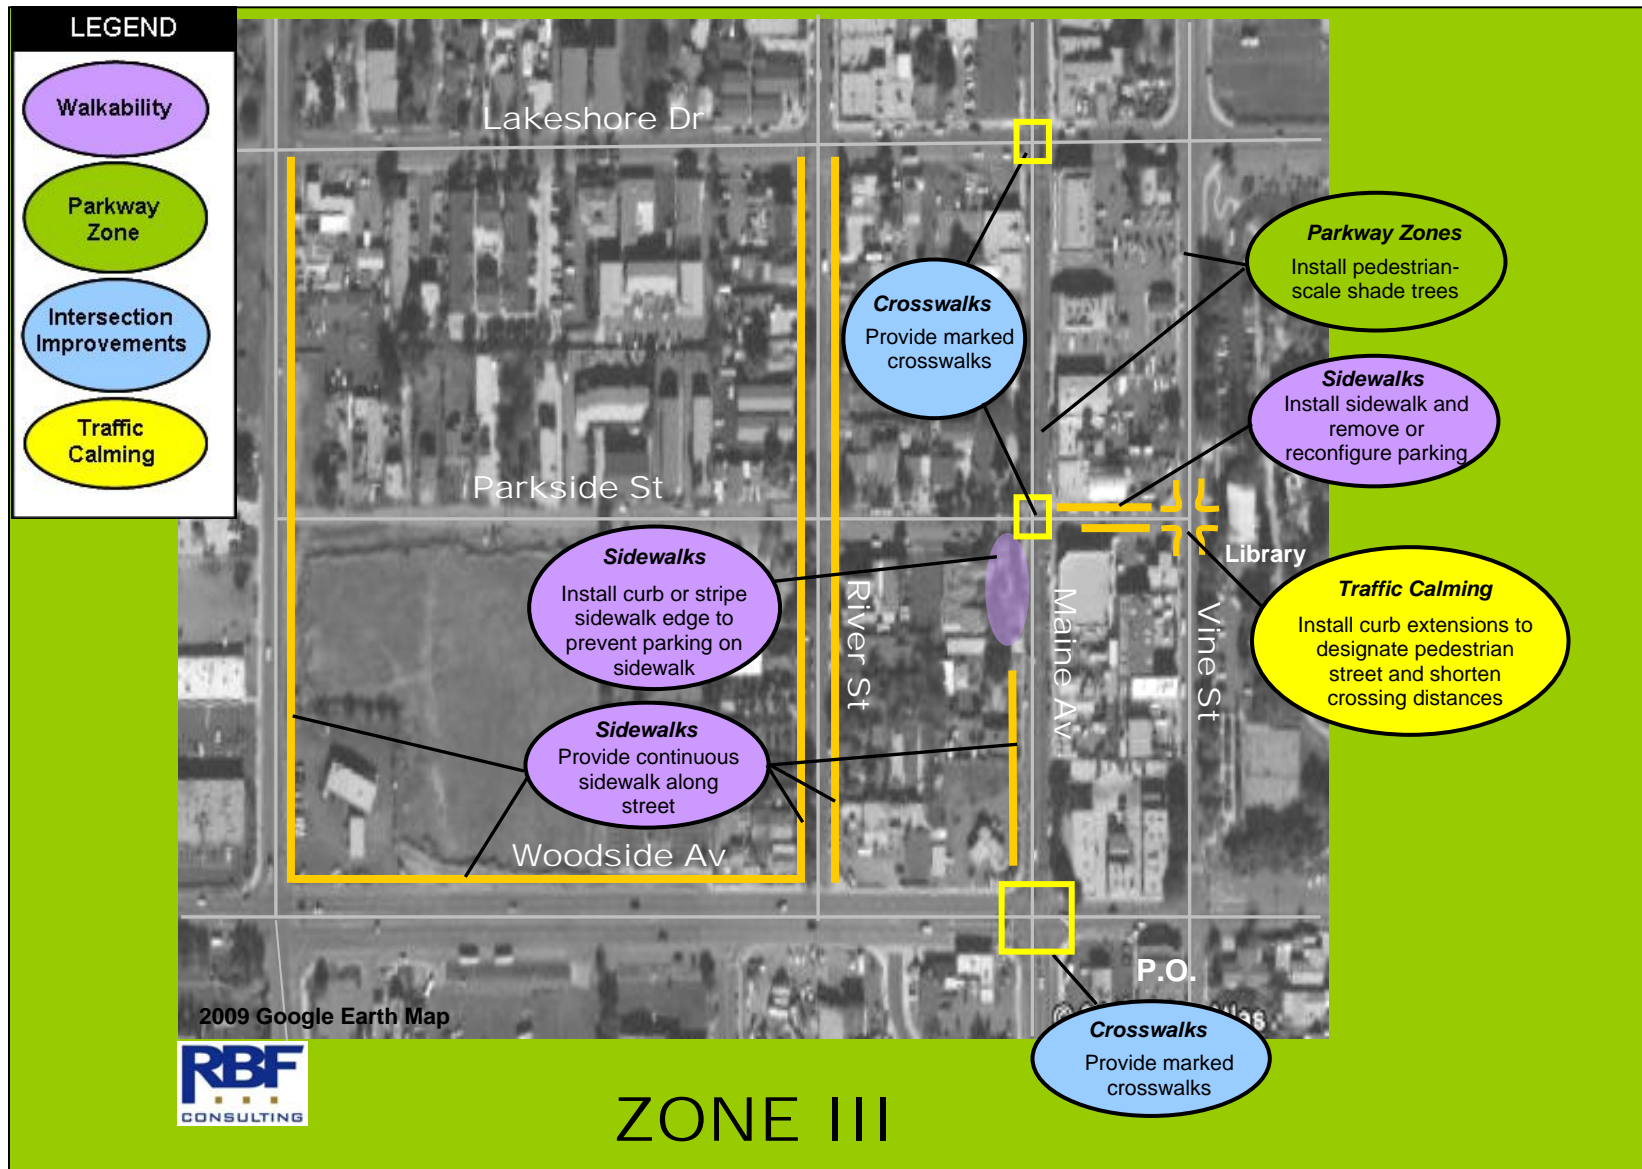 LEGEND
Walkability
Parkway
Zone
Intersection
Improvements
Traffic
Calming
Lakeshore Dr
Parkway Zones
Install pedestrian-
scale shade trees
Crosswalks
Provide marked
crosswalks
Sidewalks
Install sidewalk and
remove or
reconfigure parking
Parkside St
Library
Sidewalks
Install curb or stripe
sidewalk edge to
prevent parking on
sidewalk
River St
Maine Av
Vine St
Traffic Calming
Install curb extensions to
designate pedestrian
street and shorten
crossing distances
Sidewalks
Provide continuous
sidewalk along
street
Woodside Av
P.O.
2009 Google Earth Map
Crosswalks
Provide marked
crosswalks
RBF
CONSULTING
ZONE III